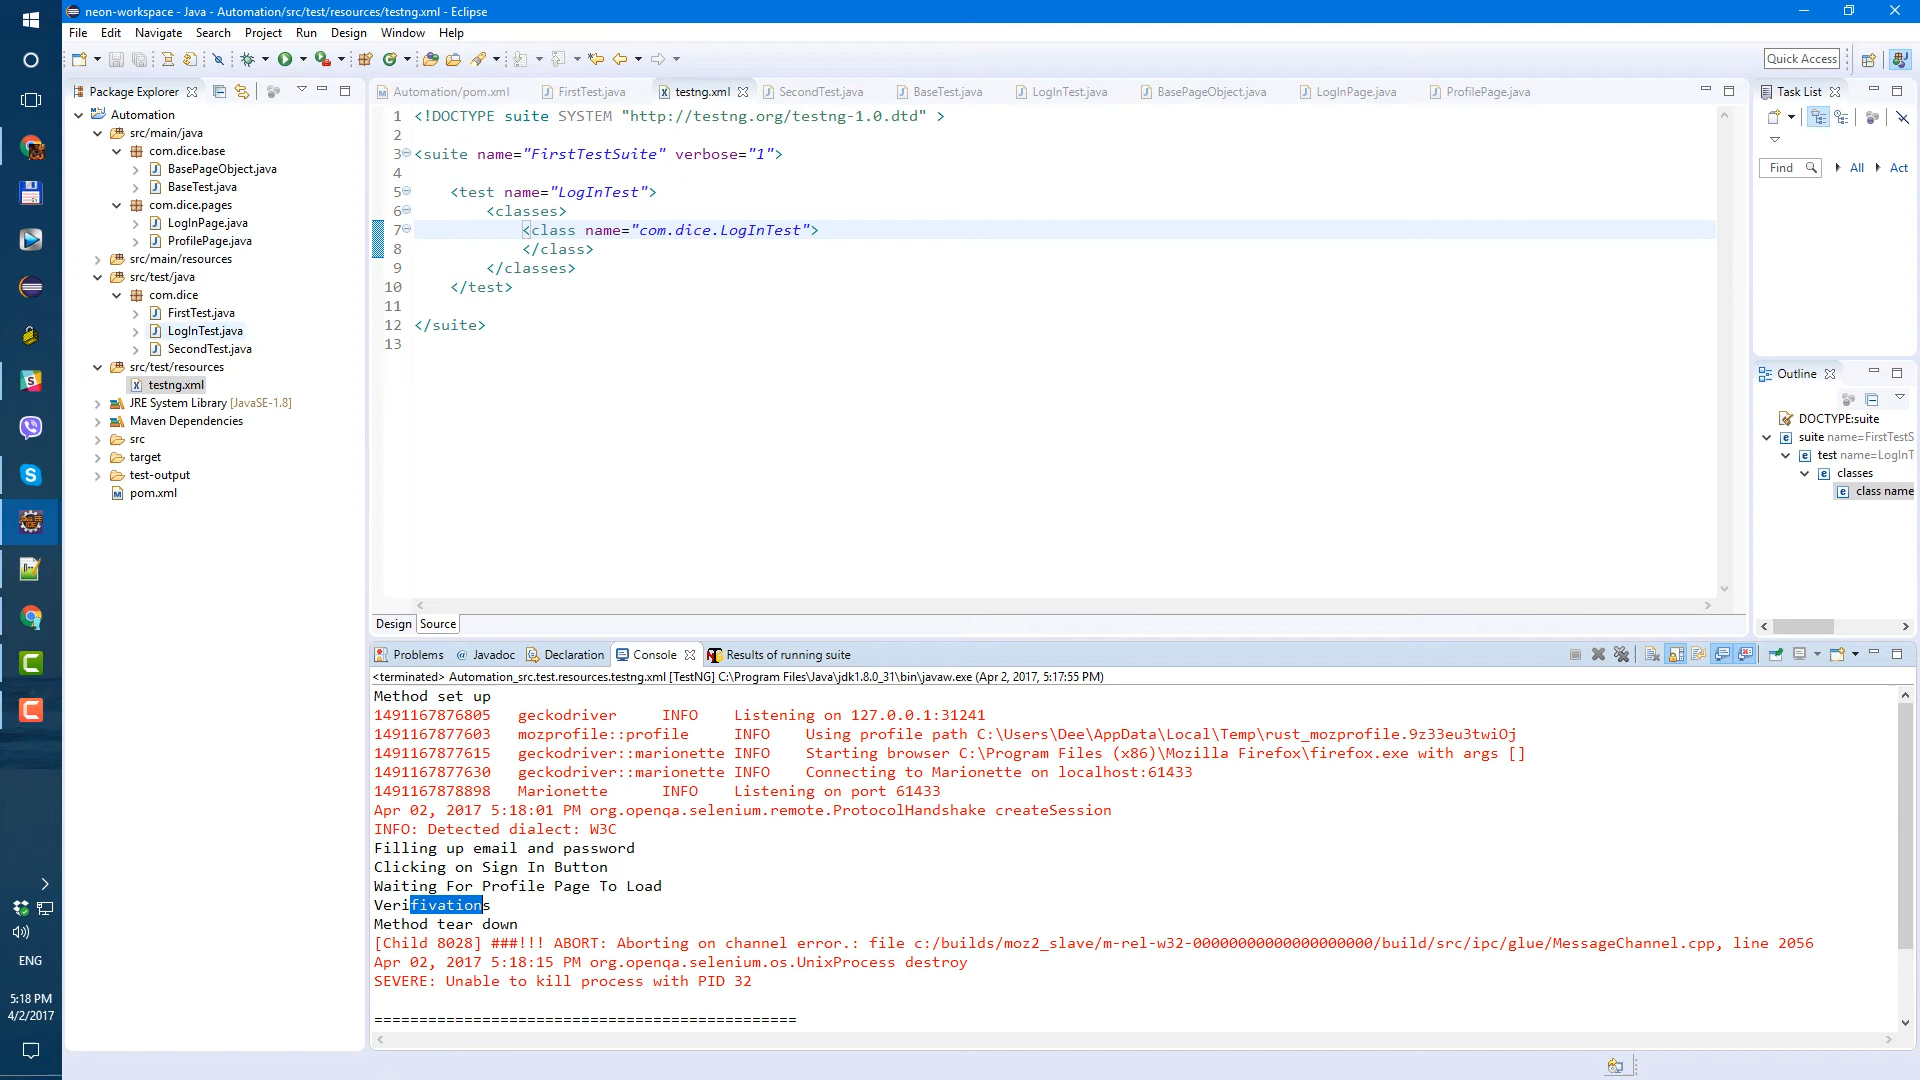 neon-workspace - Java - Automation/src/test/resources/testng.xml - Eclipse
File Edit Navigate Search Project Run Design Window Help
Quick Access
Package Explorer
Automation
src/main/java
com.dice.base
BasePageObject.java
BaseTest.java
com.dice.pages
LogInPage.java
ProfilePage.java
src/main/resources
src/test/java
com.dice
FirstTest.java
LogInTest.java
SecondTest.java
src/test/resources
testng.xml
JRE System Library [JavaSE-1.8]
Maven Dependencies
src
target
test-output
pom.xml
Automation/pom.xml FirstTest.java testng.xml SecondTest.java BaseTest.java LogInTest.java BasePageObject.java LogInPage.java ProfilePage.java
1 <!DOCTYPE suite SYSTEM "http://testng.org/testng-1.0.dtd" >
2
3 <suite name="FirstTestSuite" verbose="1">
4
5 <test name="LogInTest">
6 <classes>
7 <class name="com.dice.LogInTest">
8 </class>
9 </classes>
10 </test>
11
12 </suite>
13
Design Source
Task List
Find All Act
Outline
DOCTYPE:suite
suite name=FirstTestS
test name=LogInT
classes
class name
Problems Javadoc Declaration Console Results of running suite
<terminated> Automation_src.test.resources.testng.xml [TestNG] C:\Program Files\Java\jdk1.8.0_31\bin\javaw.exe (Apr 2, 2017, 5:17:55 PM)
Method set up
1491167876805 geckodriver INFO Listening on 127.0.0.1:31241
1491167877603 mozprofile::profile INFO Using profile path C:\Users\Dee\AppData\Local\Temp\rust_mozprofile.9z33eu3twiOj
1491167877615 geckodriver::marionette INFO Starting browser C:\Program Files (x86)\Mozilla Firefox\firefox.exe with args []
1491167877630 geckodriver::marionette INFO Connecting to Marionette on localhost:61433
1491167878898 Marionette INFO Listening on port 61433
Apr 02, 2017 5:18:01 PM org.openqa.selenium.remote.ProtocolHandshake createSession
INFO: Detected dialect: W3C
Filling up email and password
Clicking on Sign In Button
Waiting For Profile Page To Load
Verifivations
Method tear down
[Child 8028] ###!!! ABORT: Aborting on channel error.: file c:/builds/moz2_slave/m-rel-w32-00000000000000000000/build/src/ipc/glue/MessageChannel.cpp, line 2056
Apr 02, 2017 5:18:15 PM org.openqa.selenium.os.UnixProcess destroy
SEVERE: Unable to kill process with PID 32
===============================================
ENG
5:18 PM
4/2/2017